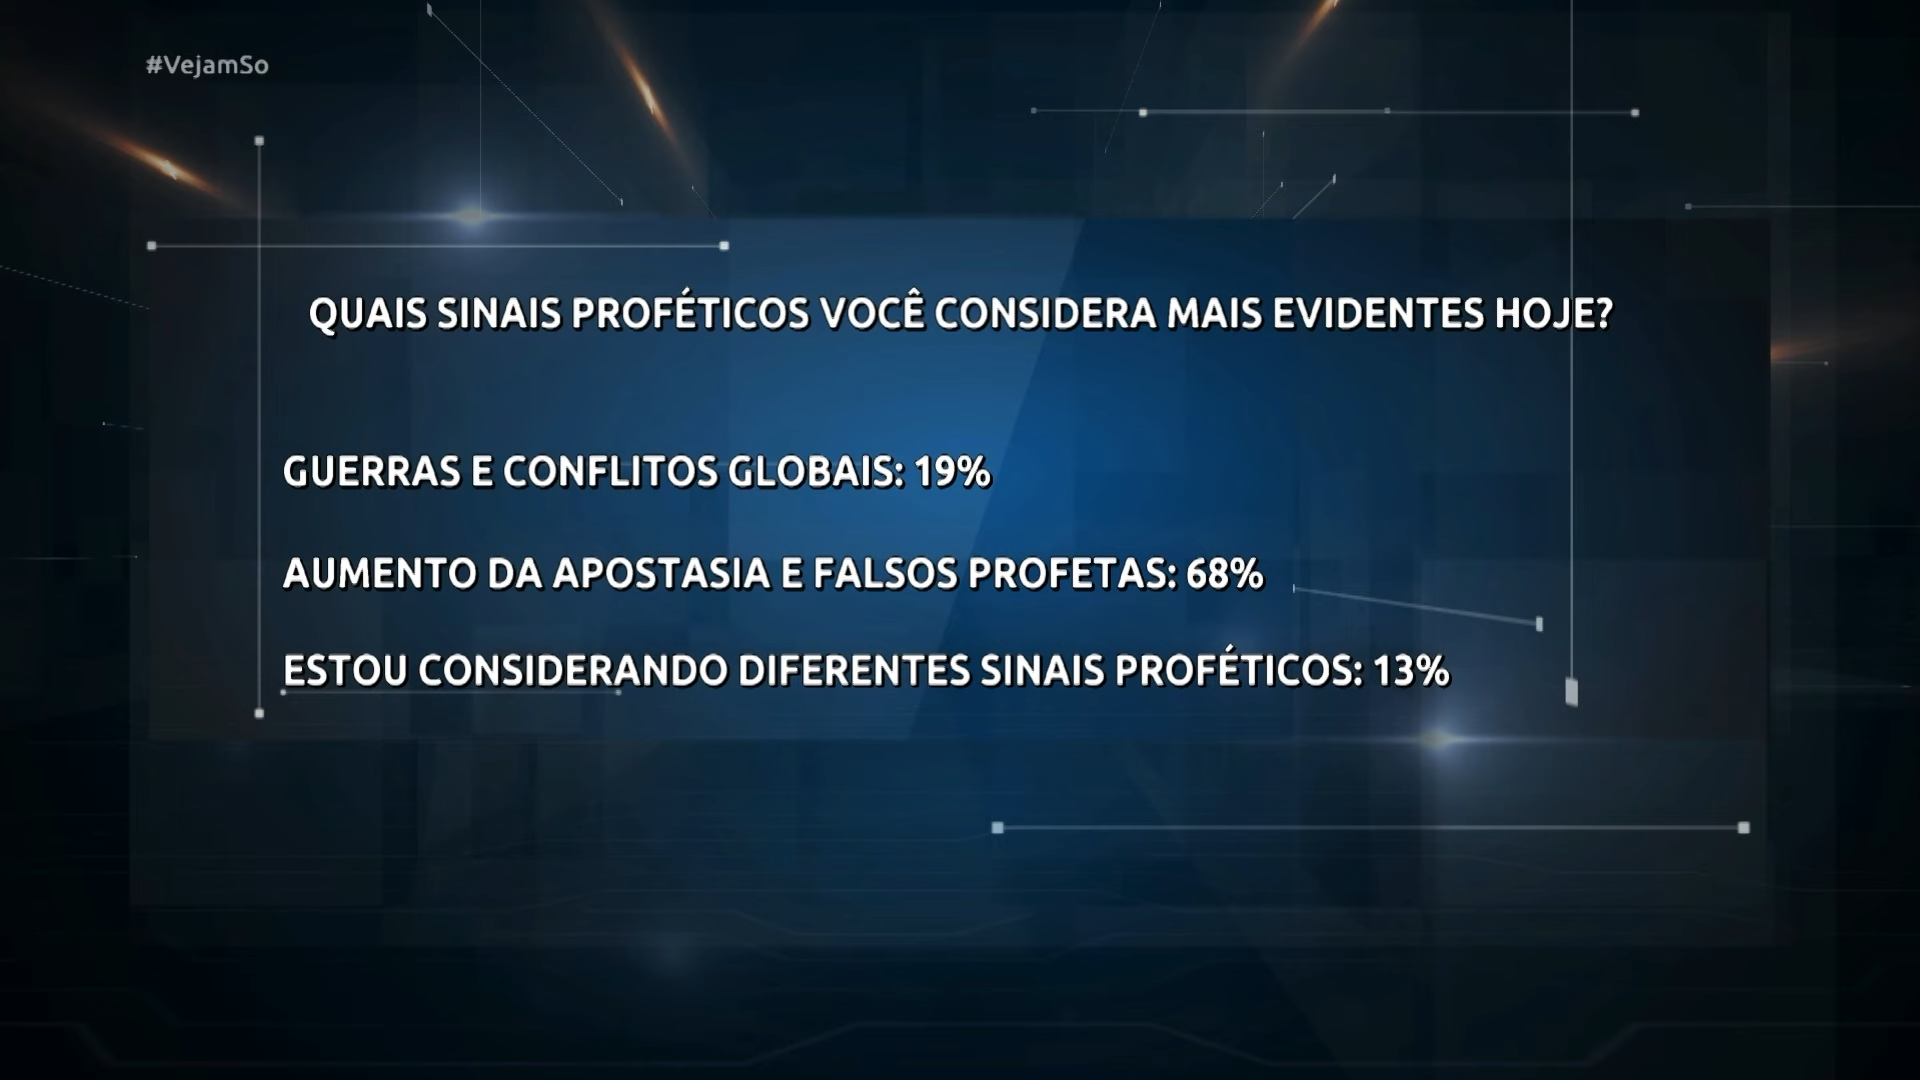 #VejamSo
QUAIS SINAIS PROFÉTICOS VOCÊ CONSIDERA MAIS EVIDENTES HOJE?
GUERRAS E CONFLITOS GLOBAIS: 19%
AUMENTO DA APOSTASIA E FALSOS PROFETAS: 68%
ESTOU CONSIDERANDO DIFERENTES SINAIS PROFÉTICOS: 13%